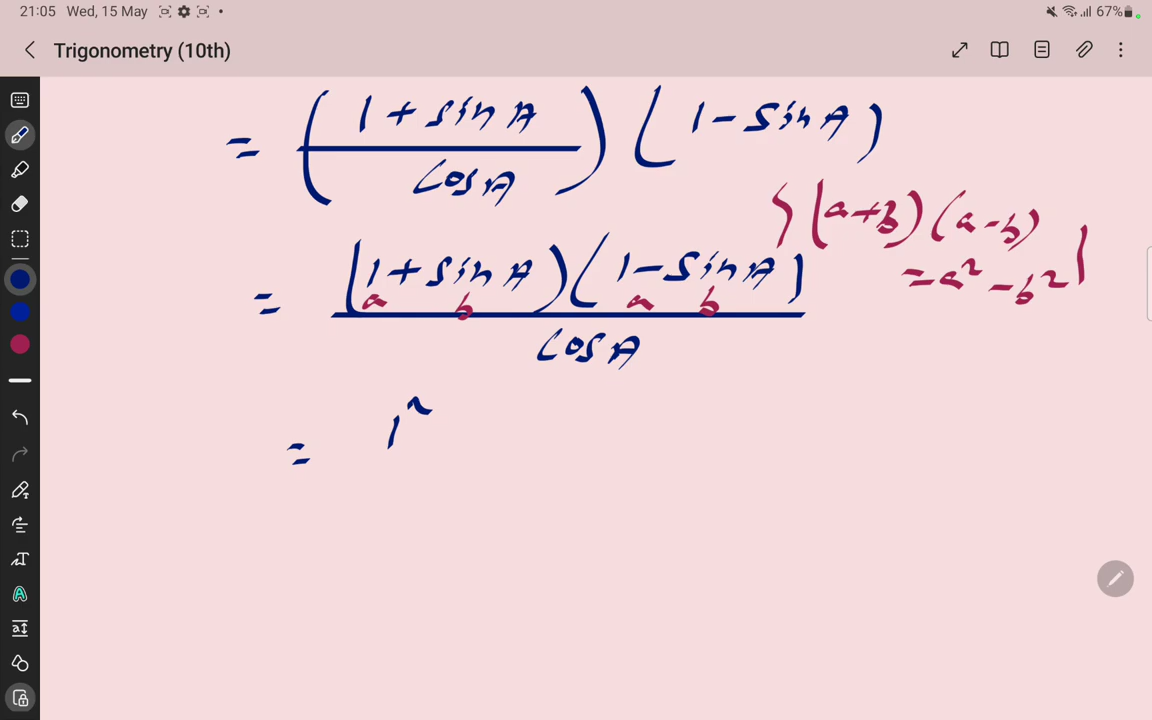 21:05 Wed, 15 May 67%
Trigonometry (10th)
= (1 + sin A / cos A) (1 - sin A)
{(a+b) (a-b)
= a² - b²}
= (1 + sin A) (1 - sin A) / cos A
a b a b
= 1²